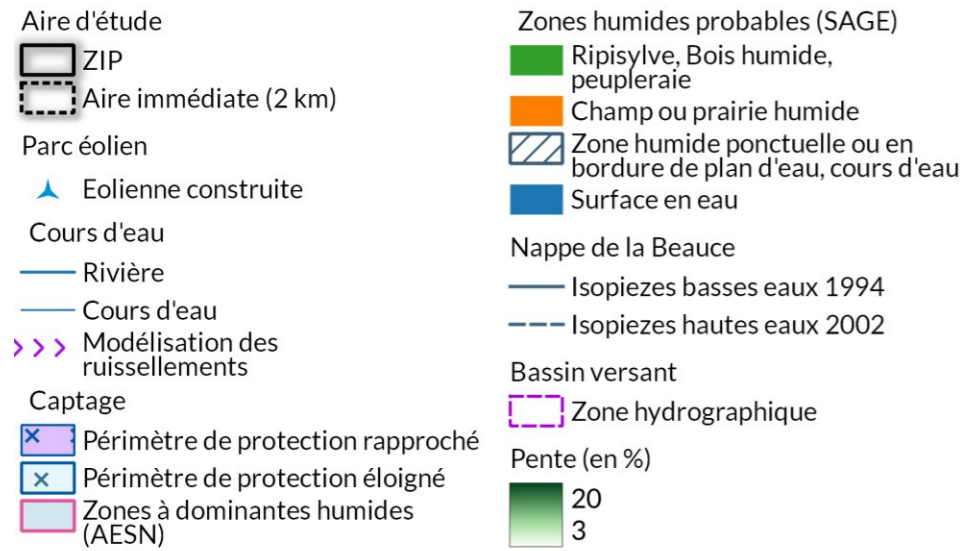 Aire d'étude
ZIP
Aire immédiate (2 km)
Parc éolien
Eolienne construite
Cours d'eau
Rivière
Cours d'eau
Modélisation des
ruissellements
Captage
Périmètre de protection rapproché
Périmètre de protection éloigné
Zones à dominantes humides
(AESN)
Zones humides probables (SAGE)
Ripisylve, Bois humide,
peupleraie
Champ ou prairie humide
Zone humide ponctuelle ou en
bordure de plan d'eau, cours d'eau
Surface en eau
Nappe de la Beauce
Isopiezes basses eaux 1994
Isopiezes hautes eaux 2002
Bassin versant
Zone hydrographique
Pente (en %)
20
3